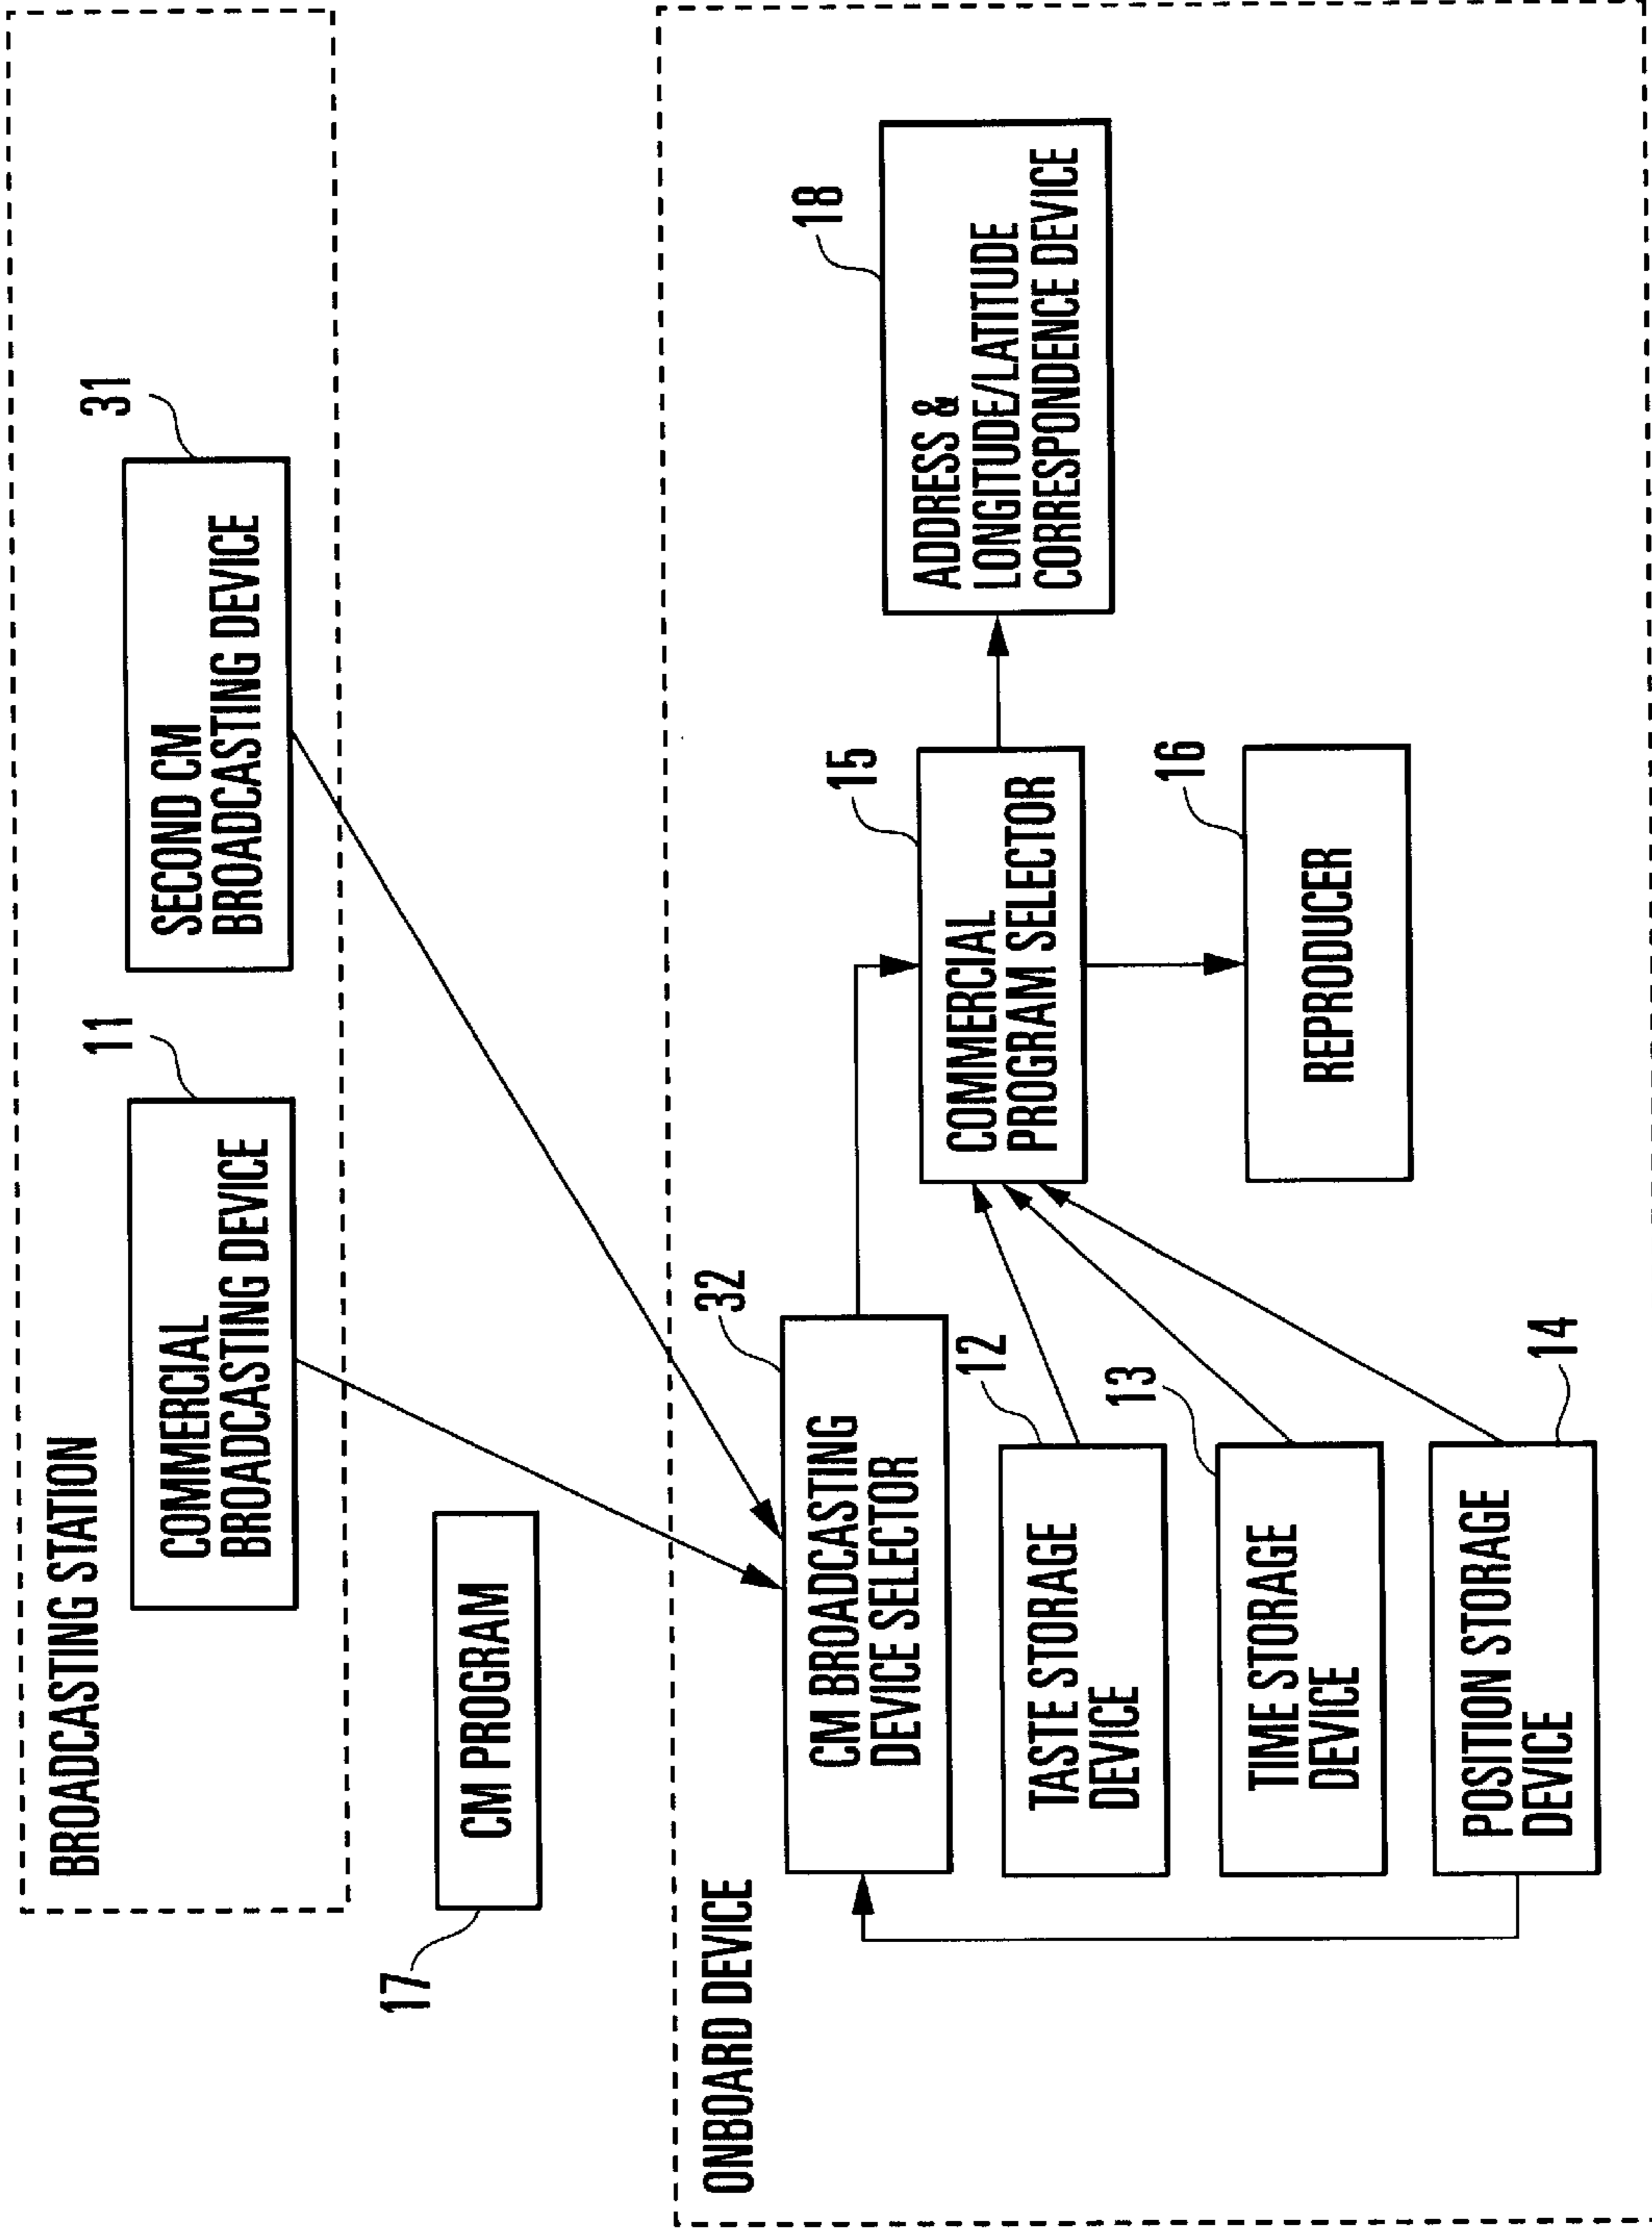 BROADCASTING STATION
11
COMMERCIAL
BROADCASTING DEVICE
31
SECOND CM
BROADCASTING DEVICE
17
CM PROGRAM
ONBOARD DEVICE
32
CM BROADCASTING
DEVICE SELECTOR
12
TASTE STORAGE
DEVICE
13
TIME STORAGE
DEVICE
14
POSITION STORAGE
DEVICE
15
COMMERCIAL
PROGRAM SELECTOR
16
REPRODUCER
18
ADDRESS &
LONGITUDE/LATITUDE
CORRESPONDENCE DEVICE